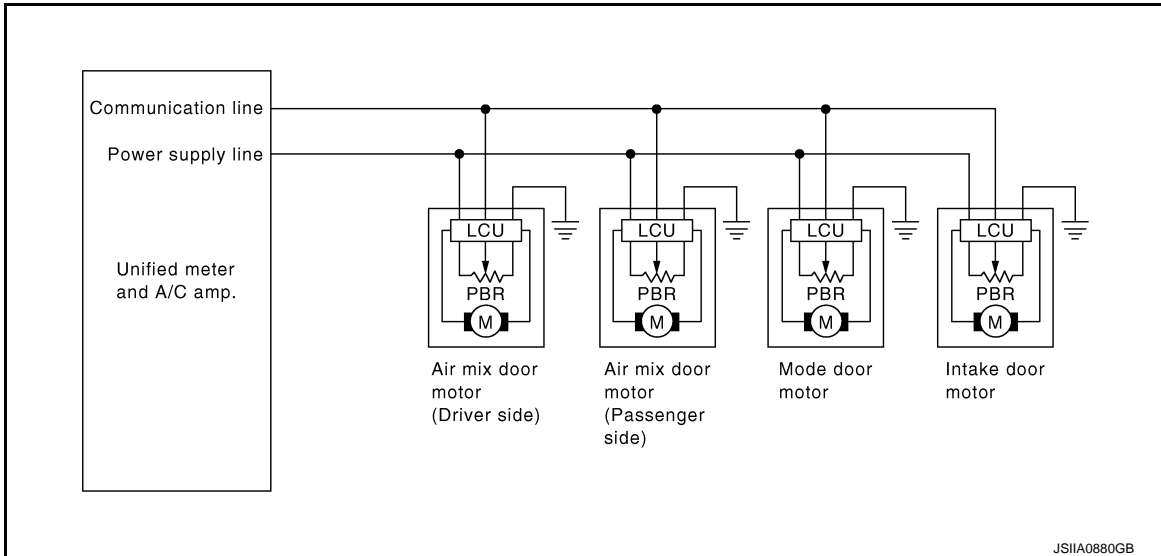 Communication line
Power supply line
Unified meter
and A/C amp.
LCU
PBR
M
Air mix door
motor
(Driver side)
LCU
PBR
M
Air mix door
motor
(Passenger
side)
LCU
PBR
M
Mode door
motor
LCU
PBR
M
Intake door
motor
JSIIA0880GB